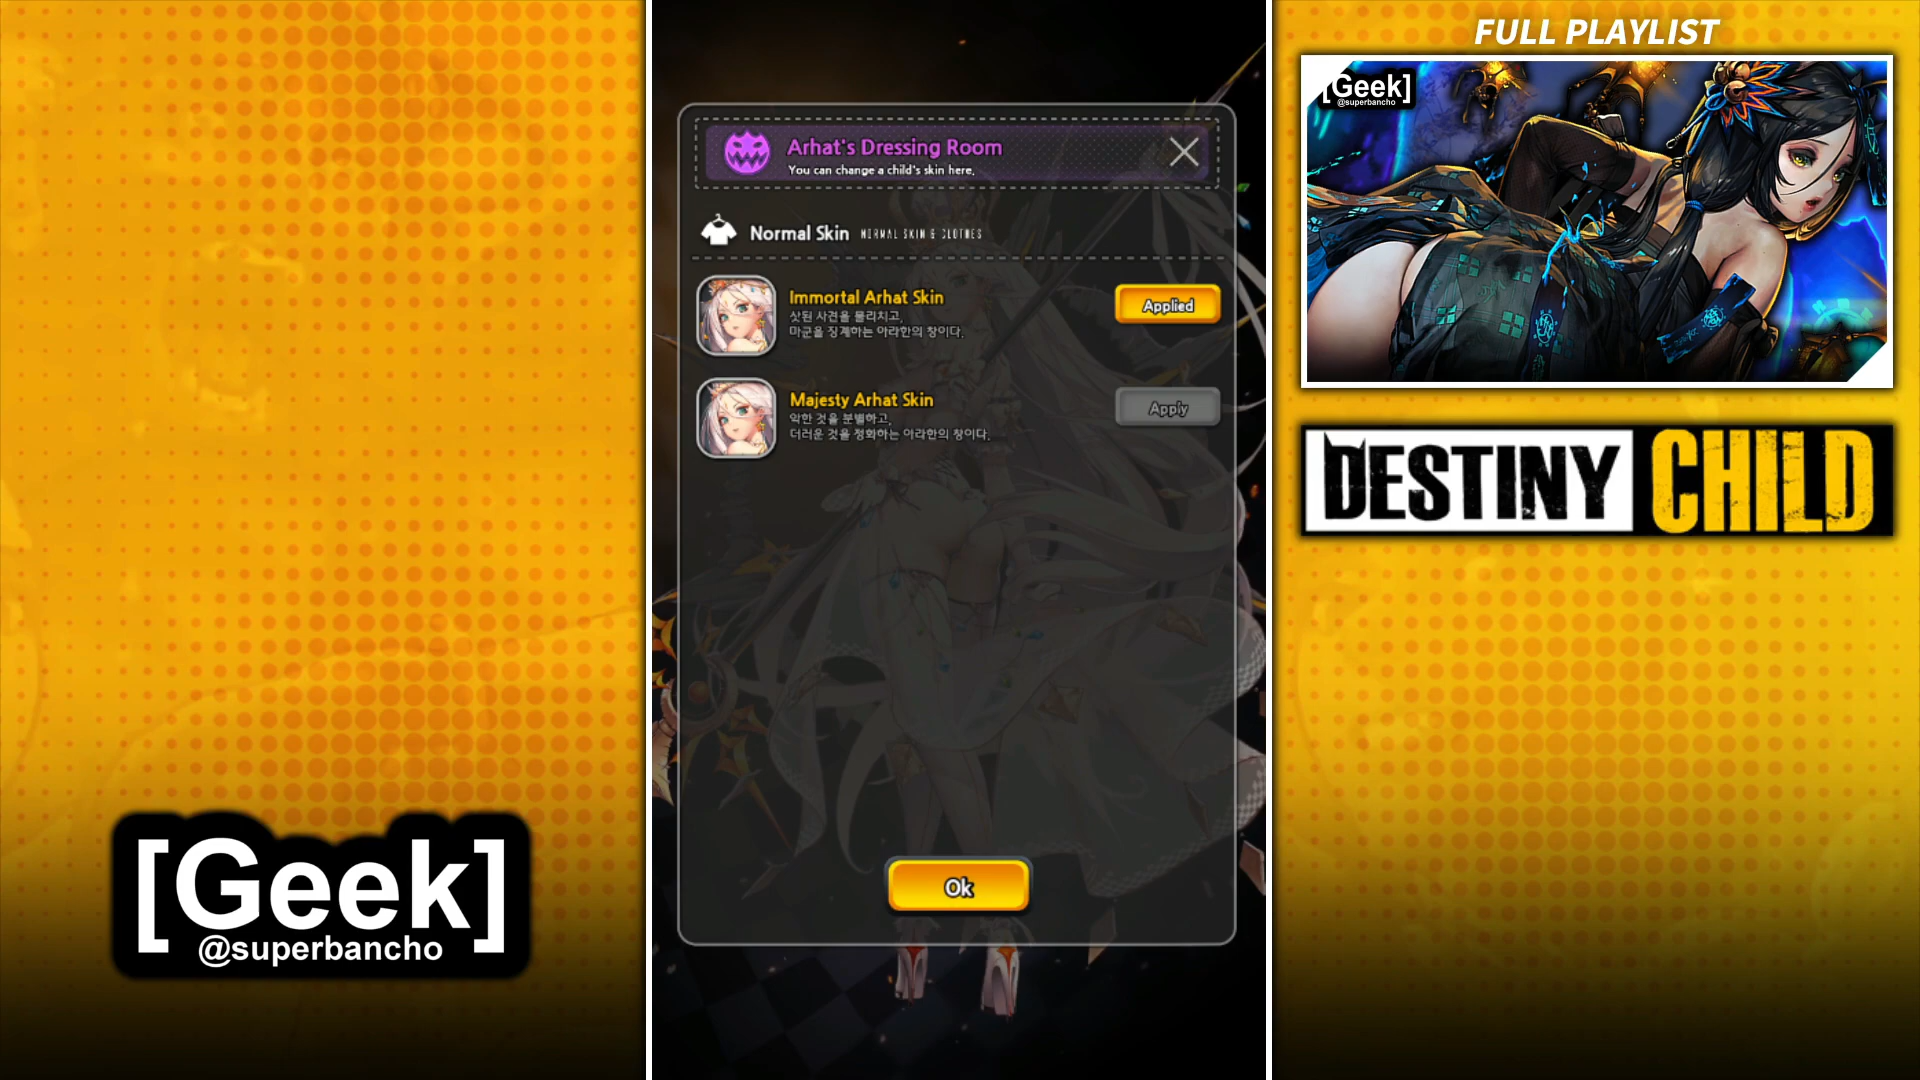 FULL PLAYLIST
[Geek]
@superbancho
Arhat's Dressing Room
You can change a child's skin here,
Normal Skin NORMAL SKIN & CLOTHES
Immortal Arhat Skin
삿된 사견을 물리치고,
마군을 징계하는 아라한의 창이다.
Applied
Majesty Arhat Skin
악한 것을 분별하고,
더러운 것을 정화하는 아라한의 창이다.
Apply
DESTINY CHILD
Ok
[Geek]
@superbancho